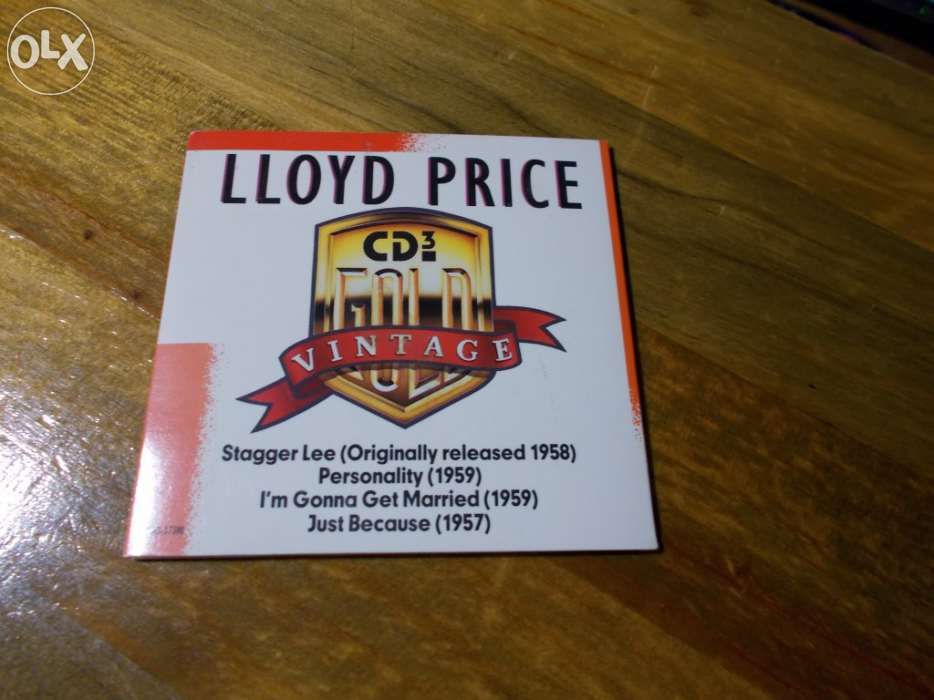 OLX
LLOYD PRICE
CD3
GOLD
VINTAGE
Stagger Lee (Originally released 1958)
Personality (1959)
I'm Gonna Get Married (1959)
Just Because (1957)